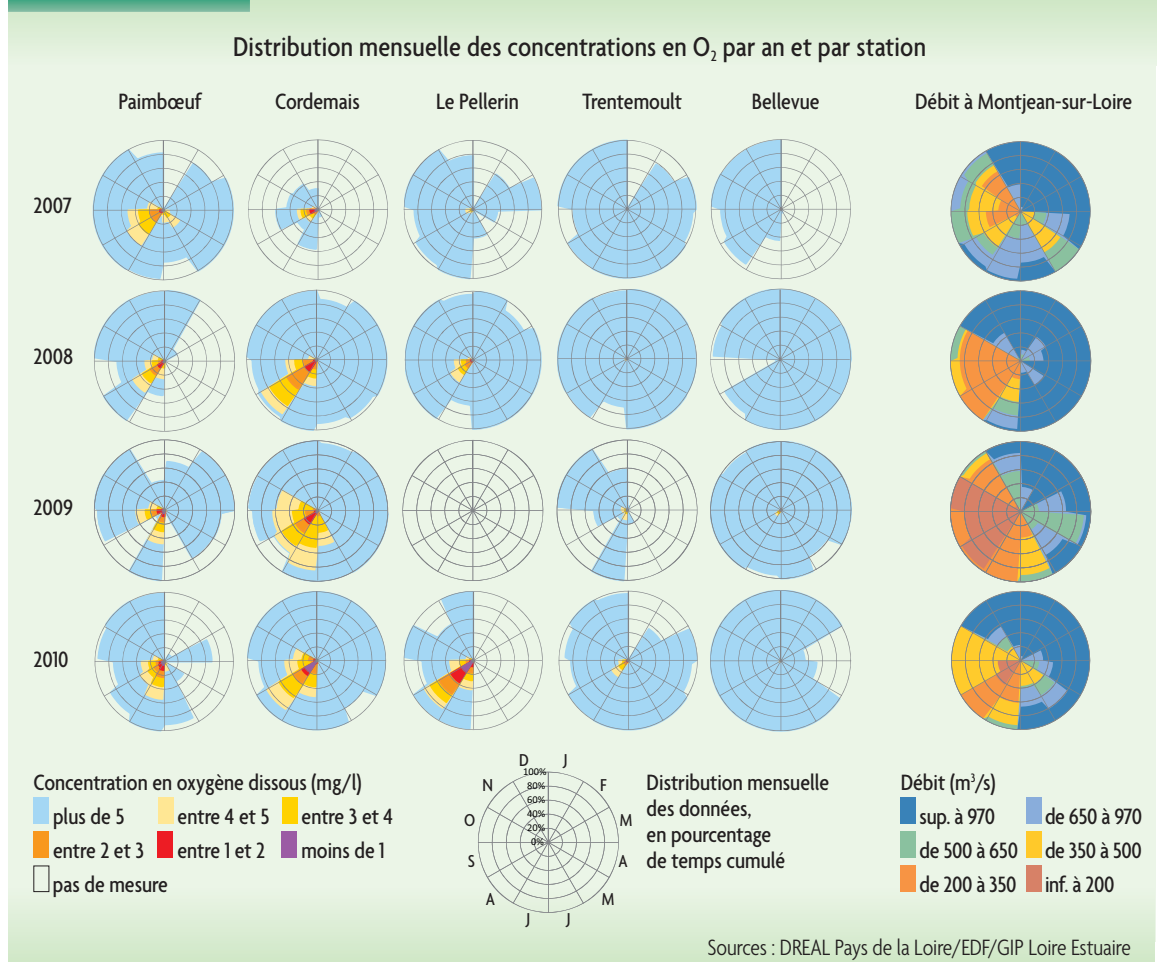 Distribution mensuelle des concentrations en O₂ par an et par station
Paimbœuf
Cordemais
Le Pellerin
Trentemoult
Bellevue
Débit à Montjean-sur-Loire
2007
2008
2009
2010
Concentration en oxygène dissous (mg/l)
plus de 5
entre 4 et 5
entre 3 et 4
entre 2 et 3
entre 1 et 2
moins de 1
pas de mesure
D J
N F
O M
S A
A M
J J
100%
80%
60%
40%
20%
0%
Distribution mensuelle
des données,
en pourcentage
de temps cumulé
Débit (m³/s)
sup. à 970
de 650 à 970
de 500 à 650
de 350 à 500
de 200 à 350
inf. à 200
Sources : DREAL Pays de la Loire/EDF/GIP Loire Estuaire